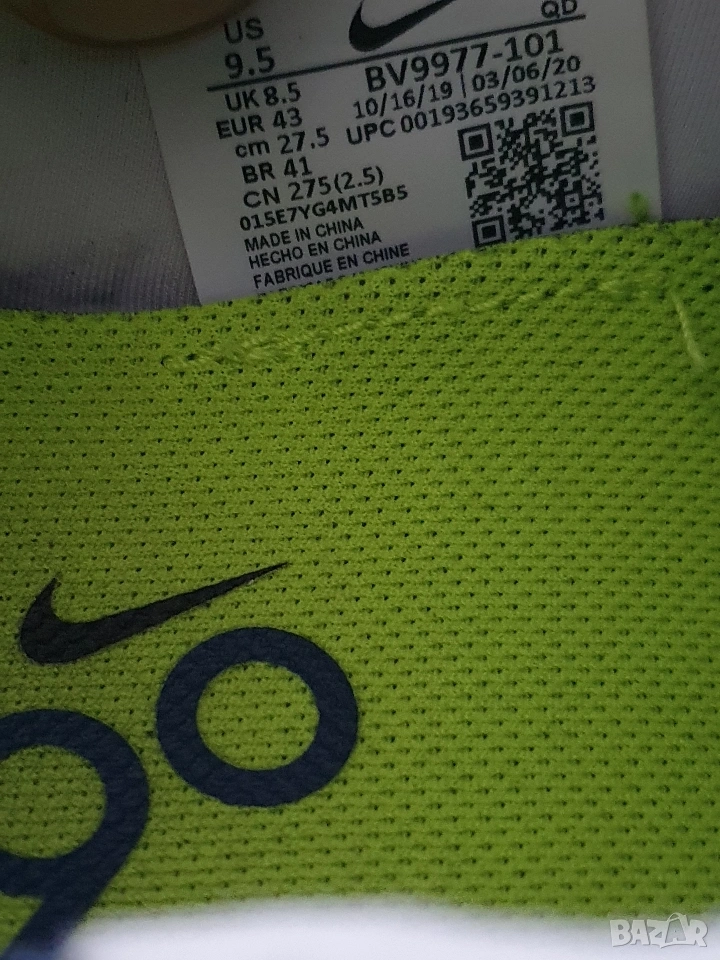 QD
US
9.5
BV9977-101
UK 8.5
10/16/19 03/06/20
EUR 43
UPC 00193659391213
cm 27.5
BR 41
CN 275(2.5)
015E7YG4MT5B5
MADE IN CHINA
HECHO EN CHINA
FABRIQUE EN CHINE
90
BAZAR